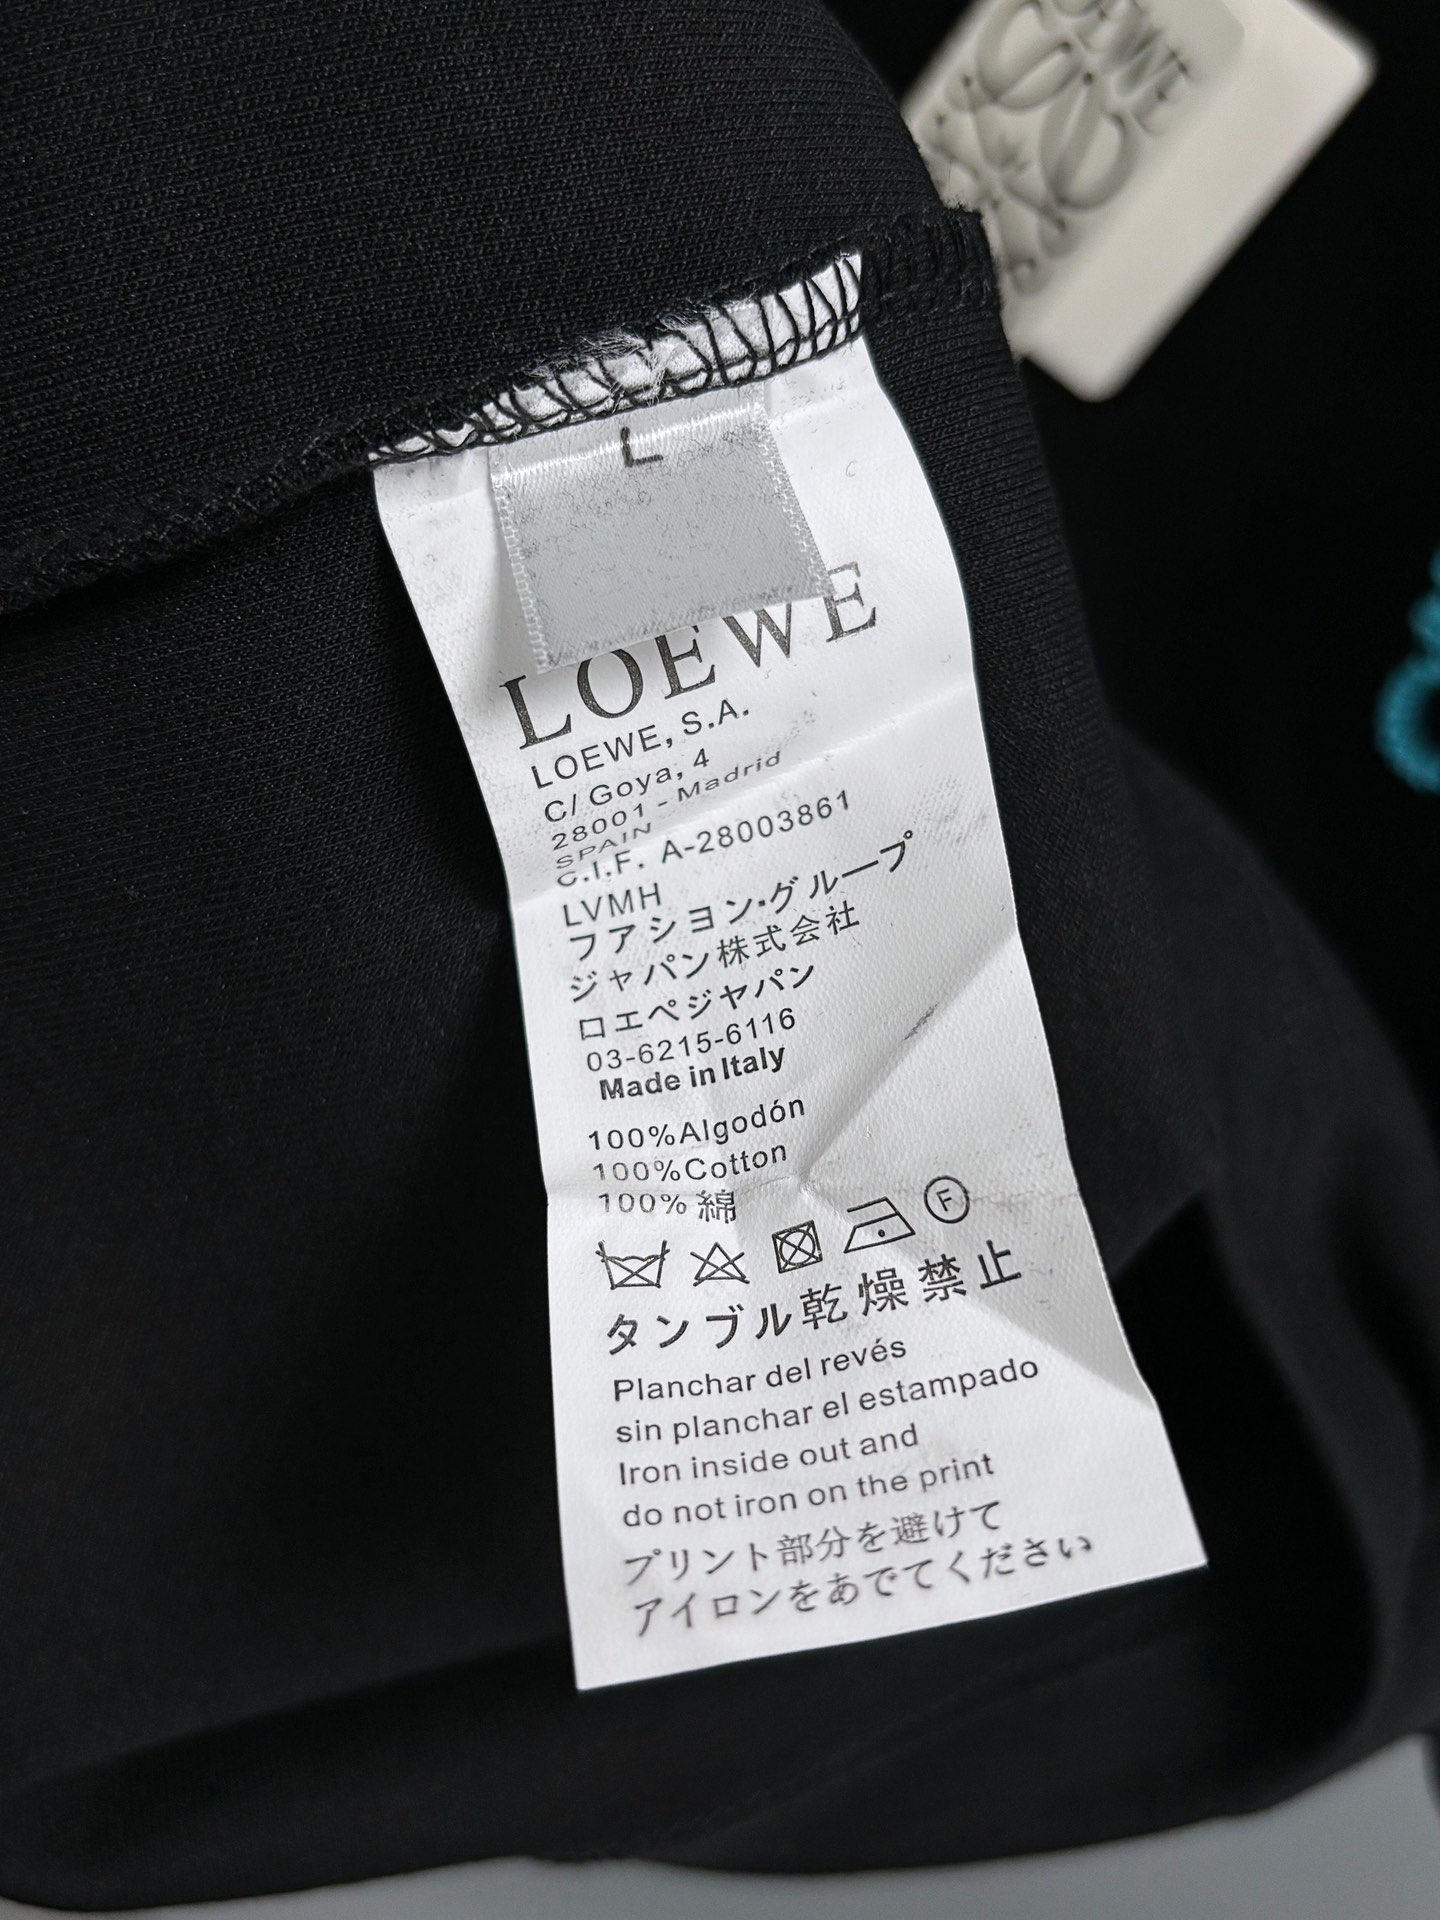 LOEWE
L
LOEWE
LOEWE, S.A.
C/ Goya, 4
28001 - Madrid
SPAIN
C.I.F. A-28003861
LVMH
フアシヨン・グループ
ジャパン株式会社
ロエベジャパン
03-6215-6116
Made in Italy
100%Algodón
100%Cotton
100% 綿
F
タンブル乾燥禁止
Planchar del revés
sin planchar el estampado
Iron inside out and
do not iron on the print
プリント部分を避けて
アイロンをあでてください